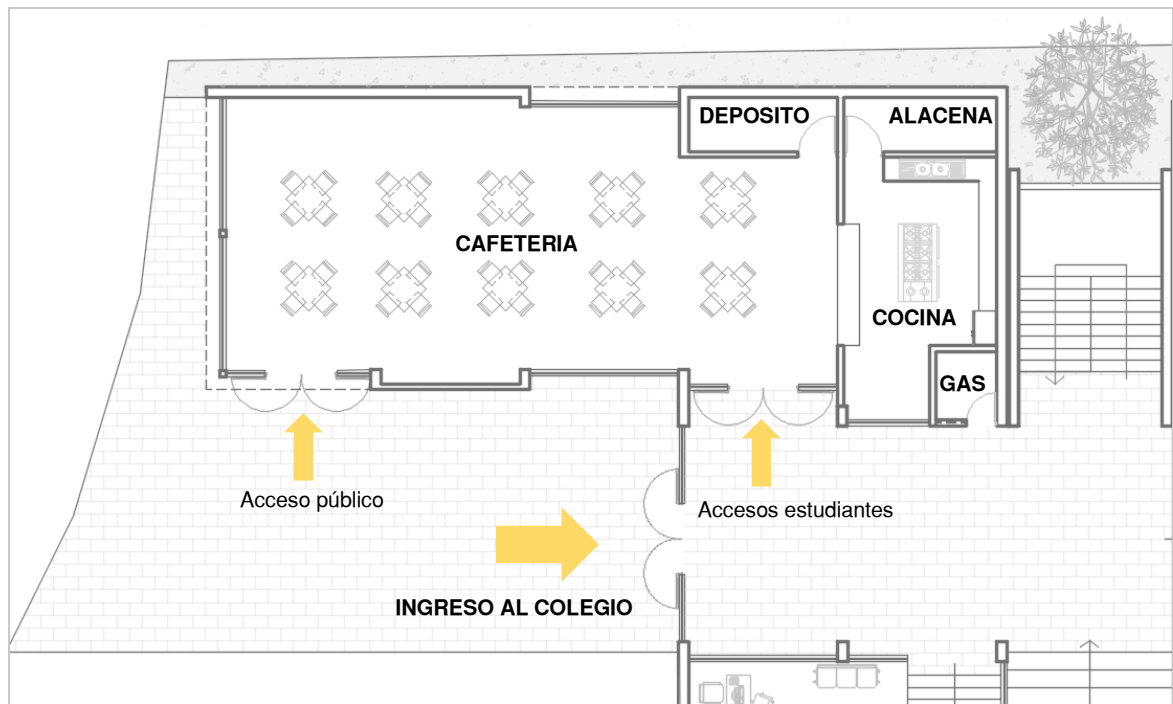 DEPOSITO
ALACENA
CAFETERIA
COCINA
GAS
Acceso público
Accesos estudiantes
INGRESO AL COLEGIO